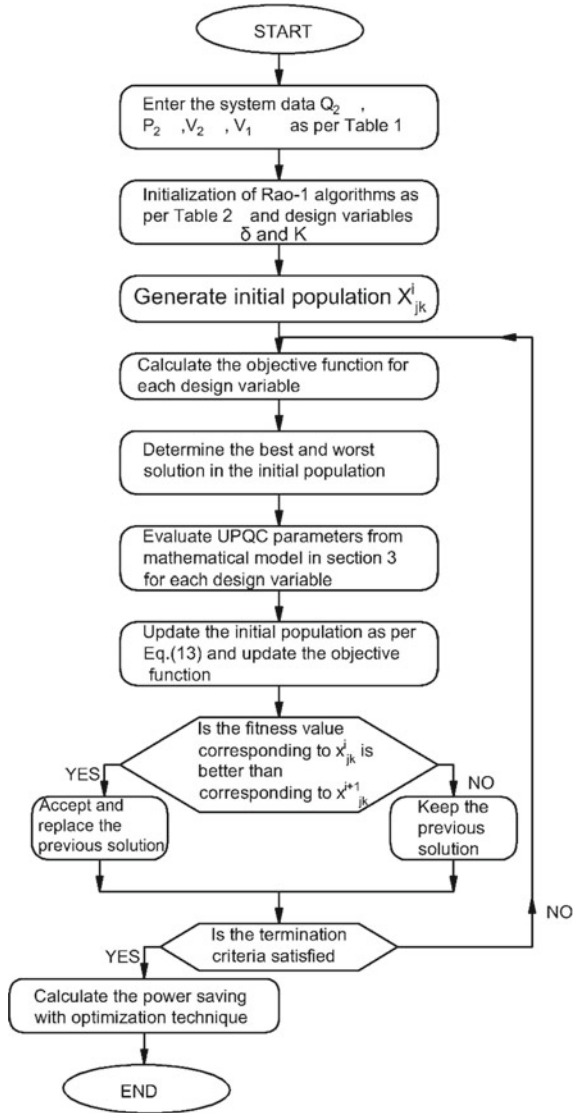 START
Enter the system data Q₂ ,
P₂ ,V₂ , V₁ as per Table 1
Initialization of Rao-1 algorithms as
per Table 2 and design variables
δ and K
Generate initial population Xⁱⱼₖ
Calculate the objective function for
each design variable
Determine the best and worst
solution in the initial population
Evaluate UPQC parameters from
mathematical model in section 3
for each design variable
Update the initial population as per
Eq.(13) and update the objective
function
Is the fitness value
corresponding to xⁱⱼₖ is
better than
corresponding to xⁱ⁺¹ⱼₖ
YES
NO
Accept and
replace the
previous solution
Keep the
previous
solution
NO
Is the termination
criteria satisfied
YES
Calculate the power saving
with optimization technique
END